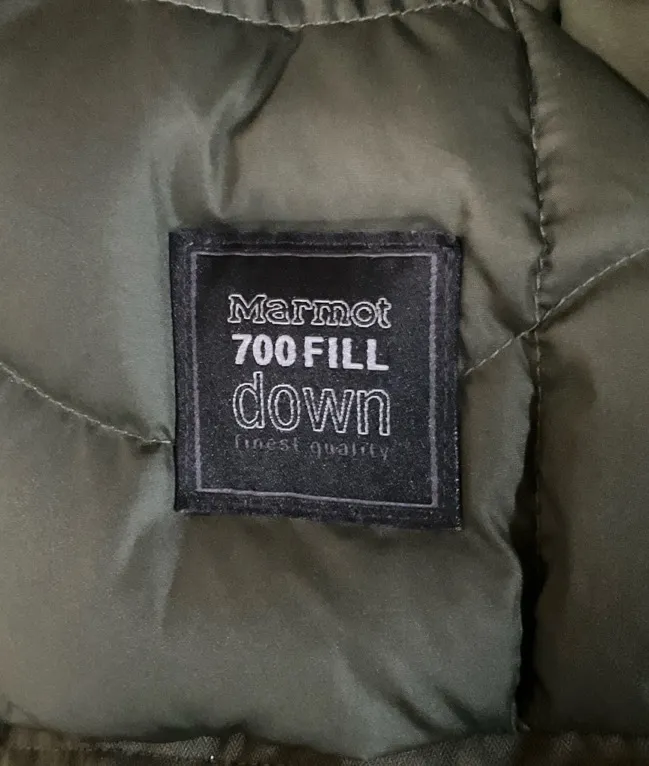 Marmot
700 FILL
down
finest quality